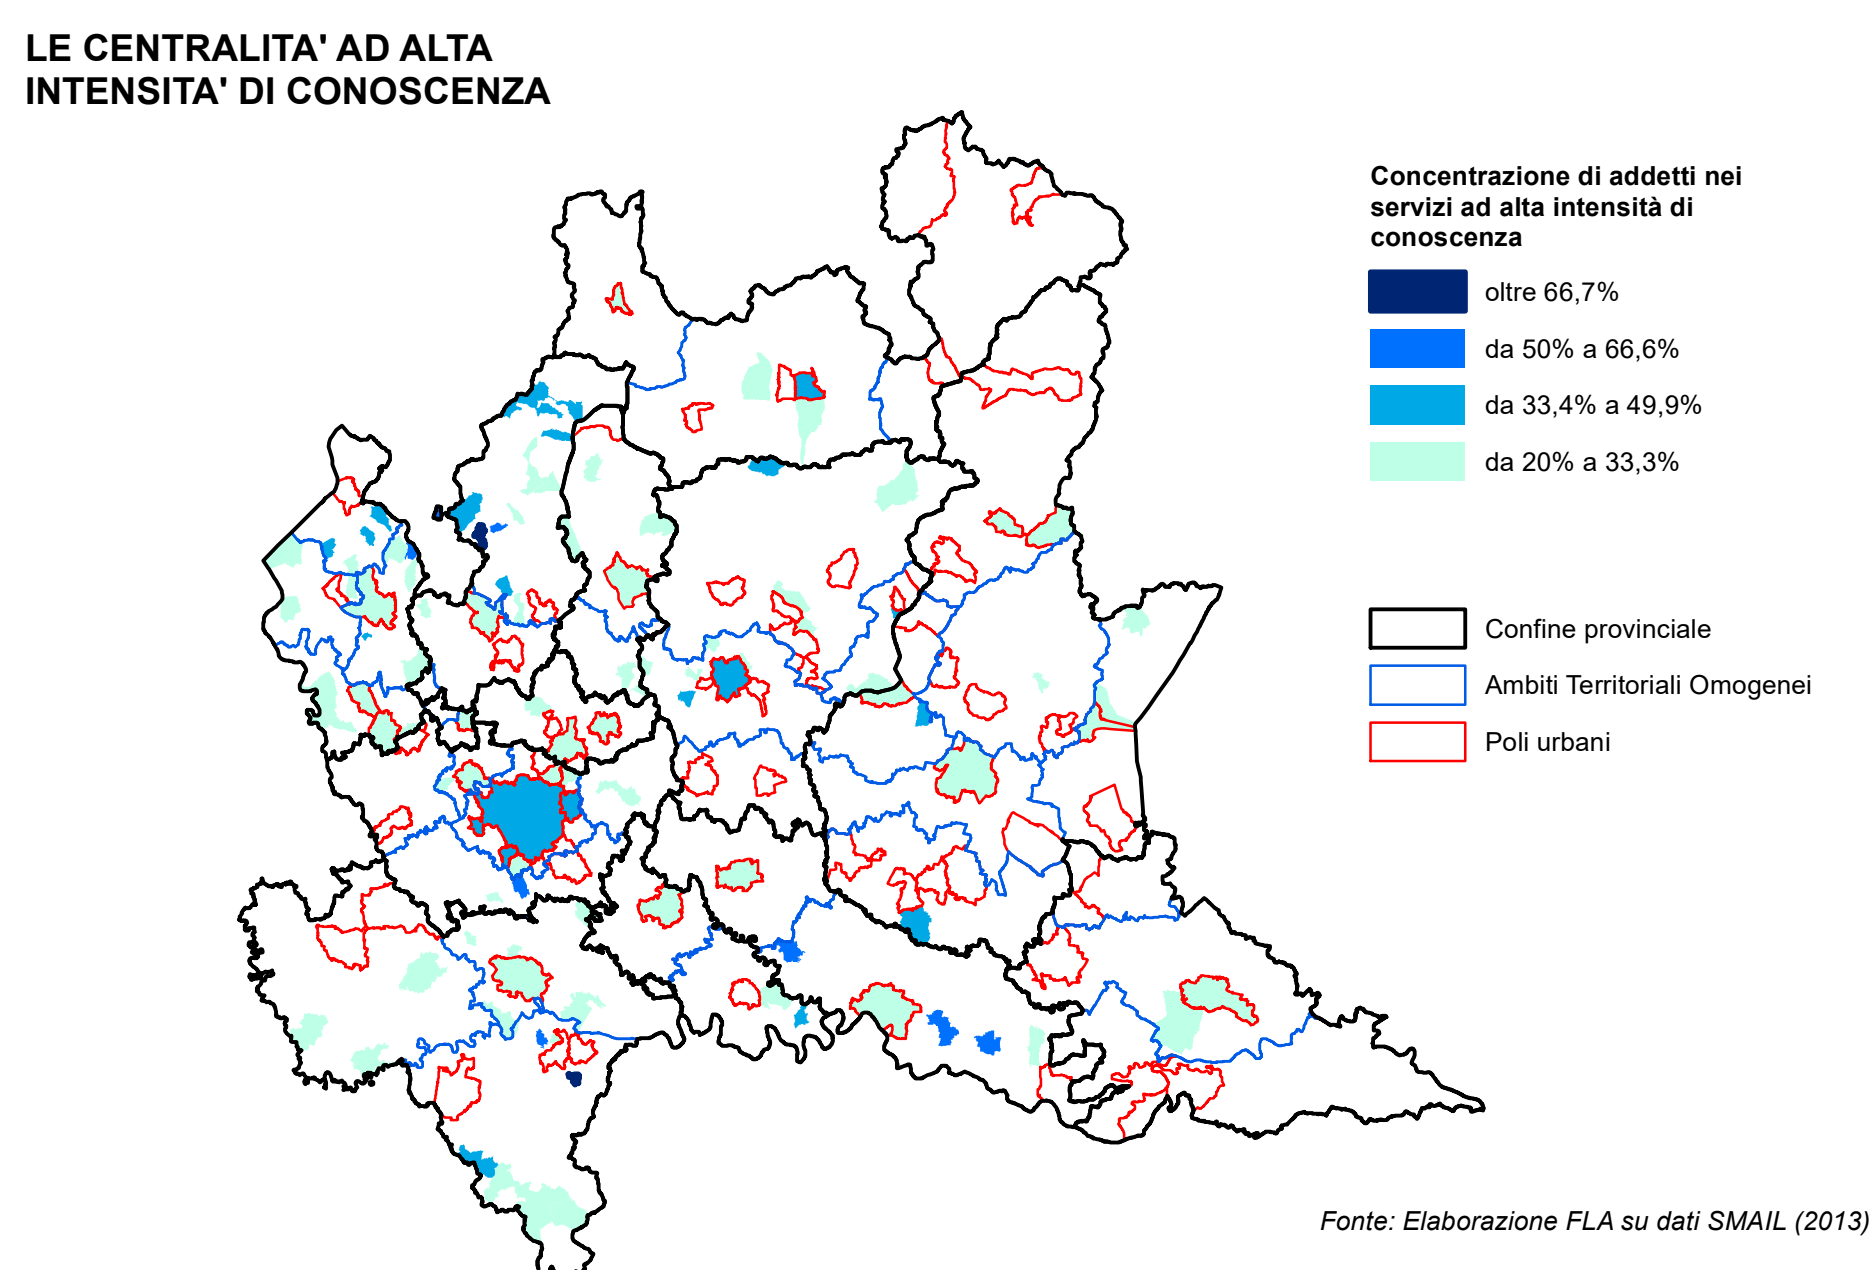 LE CENTRALITA' AD ALTA
INTENSITA' DI CONOSCENZA
Concentrazione di addetti nei
servizi ad alta intensità di
conoscenza
oltre 66,7%
da 50% a 66,6%
da 33,4% a 49,9%
da 20% a 33,3%
Confine provinciale
Ambiti Territoriali Omogenei
Poli urbani
Fonte: Elaborazione FLA su dati SMAIL (2013)